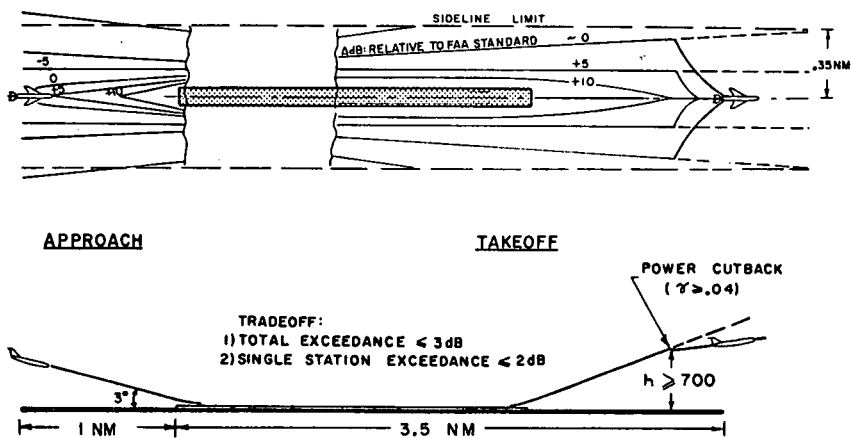 SIDELINE LIMIT
ΔdB: RELATIVE TO FAA STANDARD ~ 0
-5
0
+5
+10
+5
+10
.35NM
APPROACH
TAKEOFF
POWER CUTBACK
(γ≥.04)
TRADEOFF:
1) TOTAL EXCEEDANCE ≤ 3dB
2) SINGLE STATION EXCEEDANCE ≤ 2dB
3°
h ≥ 700
1 NM
3.5 NM